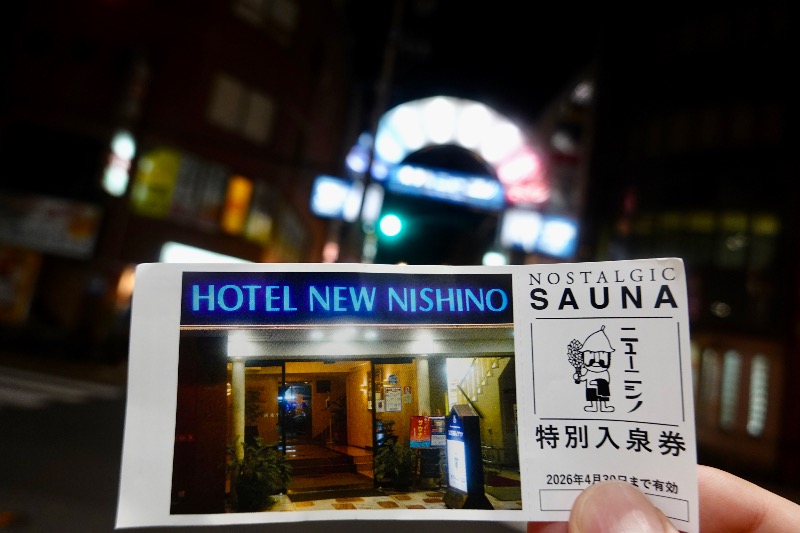 HOTEL NEW NISHINO
NOSTALGIC
SAUNA
ニューニシノ
特別入泉券
2026年4月30日まで有効